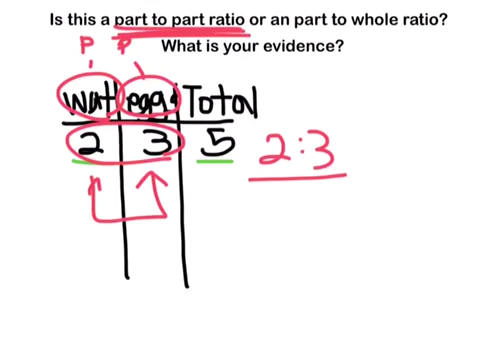 Is this a part to part ratio or an part to whole ratio?
P P What is your evidence?
Total
2 3 5 2:3